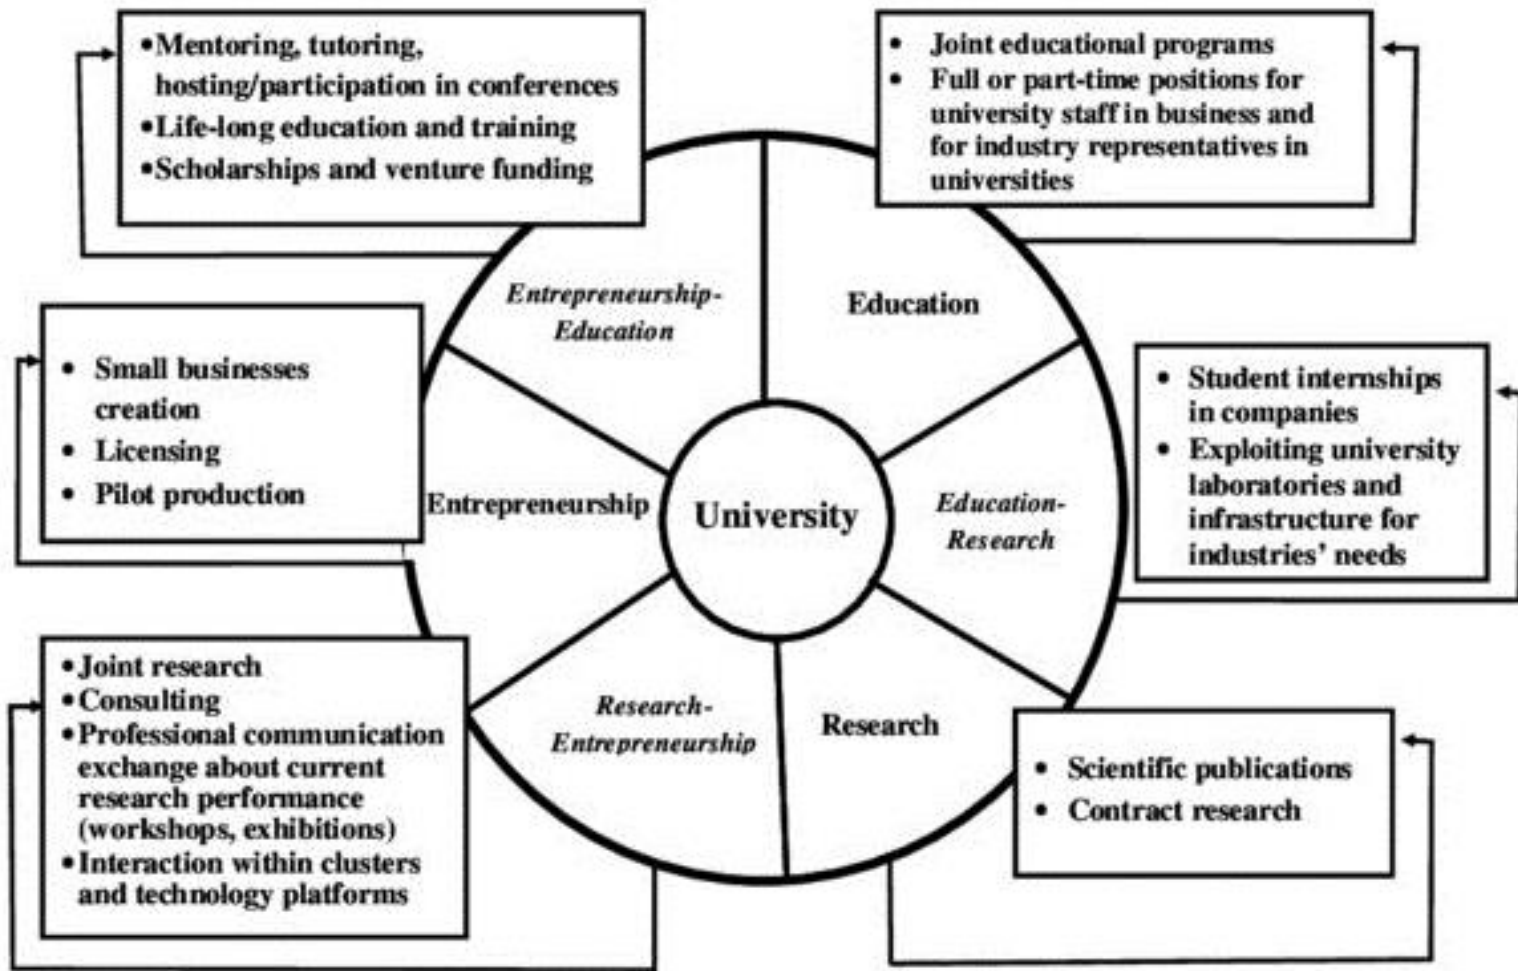 •Mentoring, tutoring,
hosting/participation in conferences
•Life-long education and training
•Scholarships and venture funding
• Joint educational programs
• Full or part-time positions for
university staff in business and
for industry representatives in
universities
Entrepreneurship-
Education
Education
• Small businesses
creation
• Licensing
• Pilot production
• Student internships
in companies
• Exploiting university
laboratories and
infrastructure for
industries’ needs
Entrepreneurship
University
Education-
Research
•Joint research
•Consulting
•Professional communication
exchange about current
research performance
(workshops, exhibitions)
•Interaction within clusters
and technology platforms
Research-
Entrepreneurship
Research
• Scientific publications
• Contract research